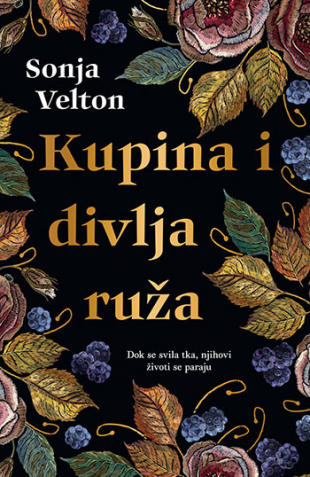 Sonja
Velton
Kupina i
divlja
ruža
Dok se svila tka, njihovi
životi se paraju